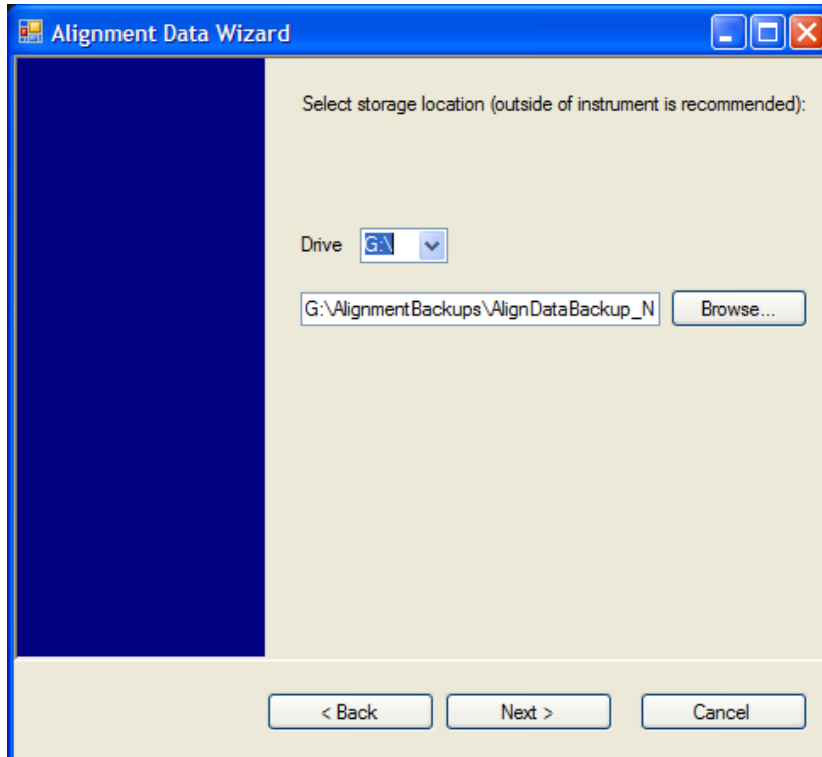 Alignment Data Wizard
Select storage location (outside of instrument is recommended):
Drive G:\
G:\AlignmentBackups\AlignDataBackup_N Browse...
< Back Next > Cancel